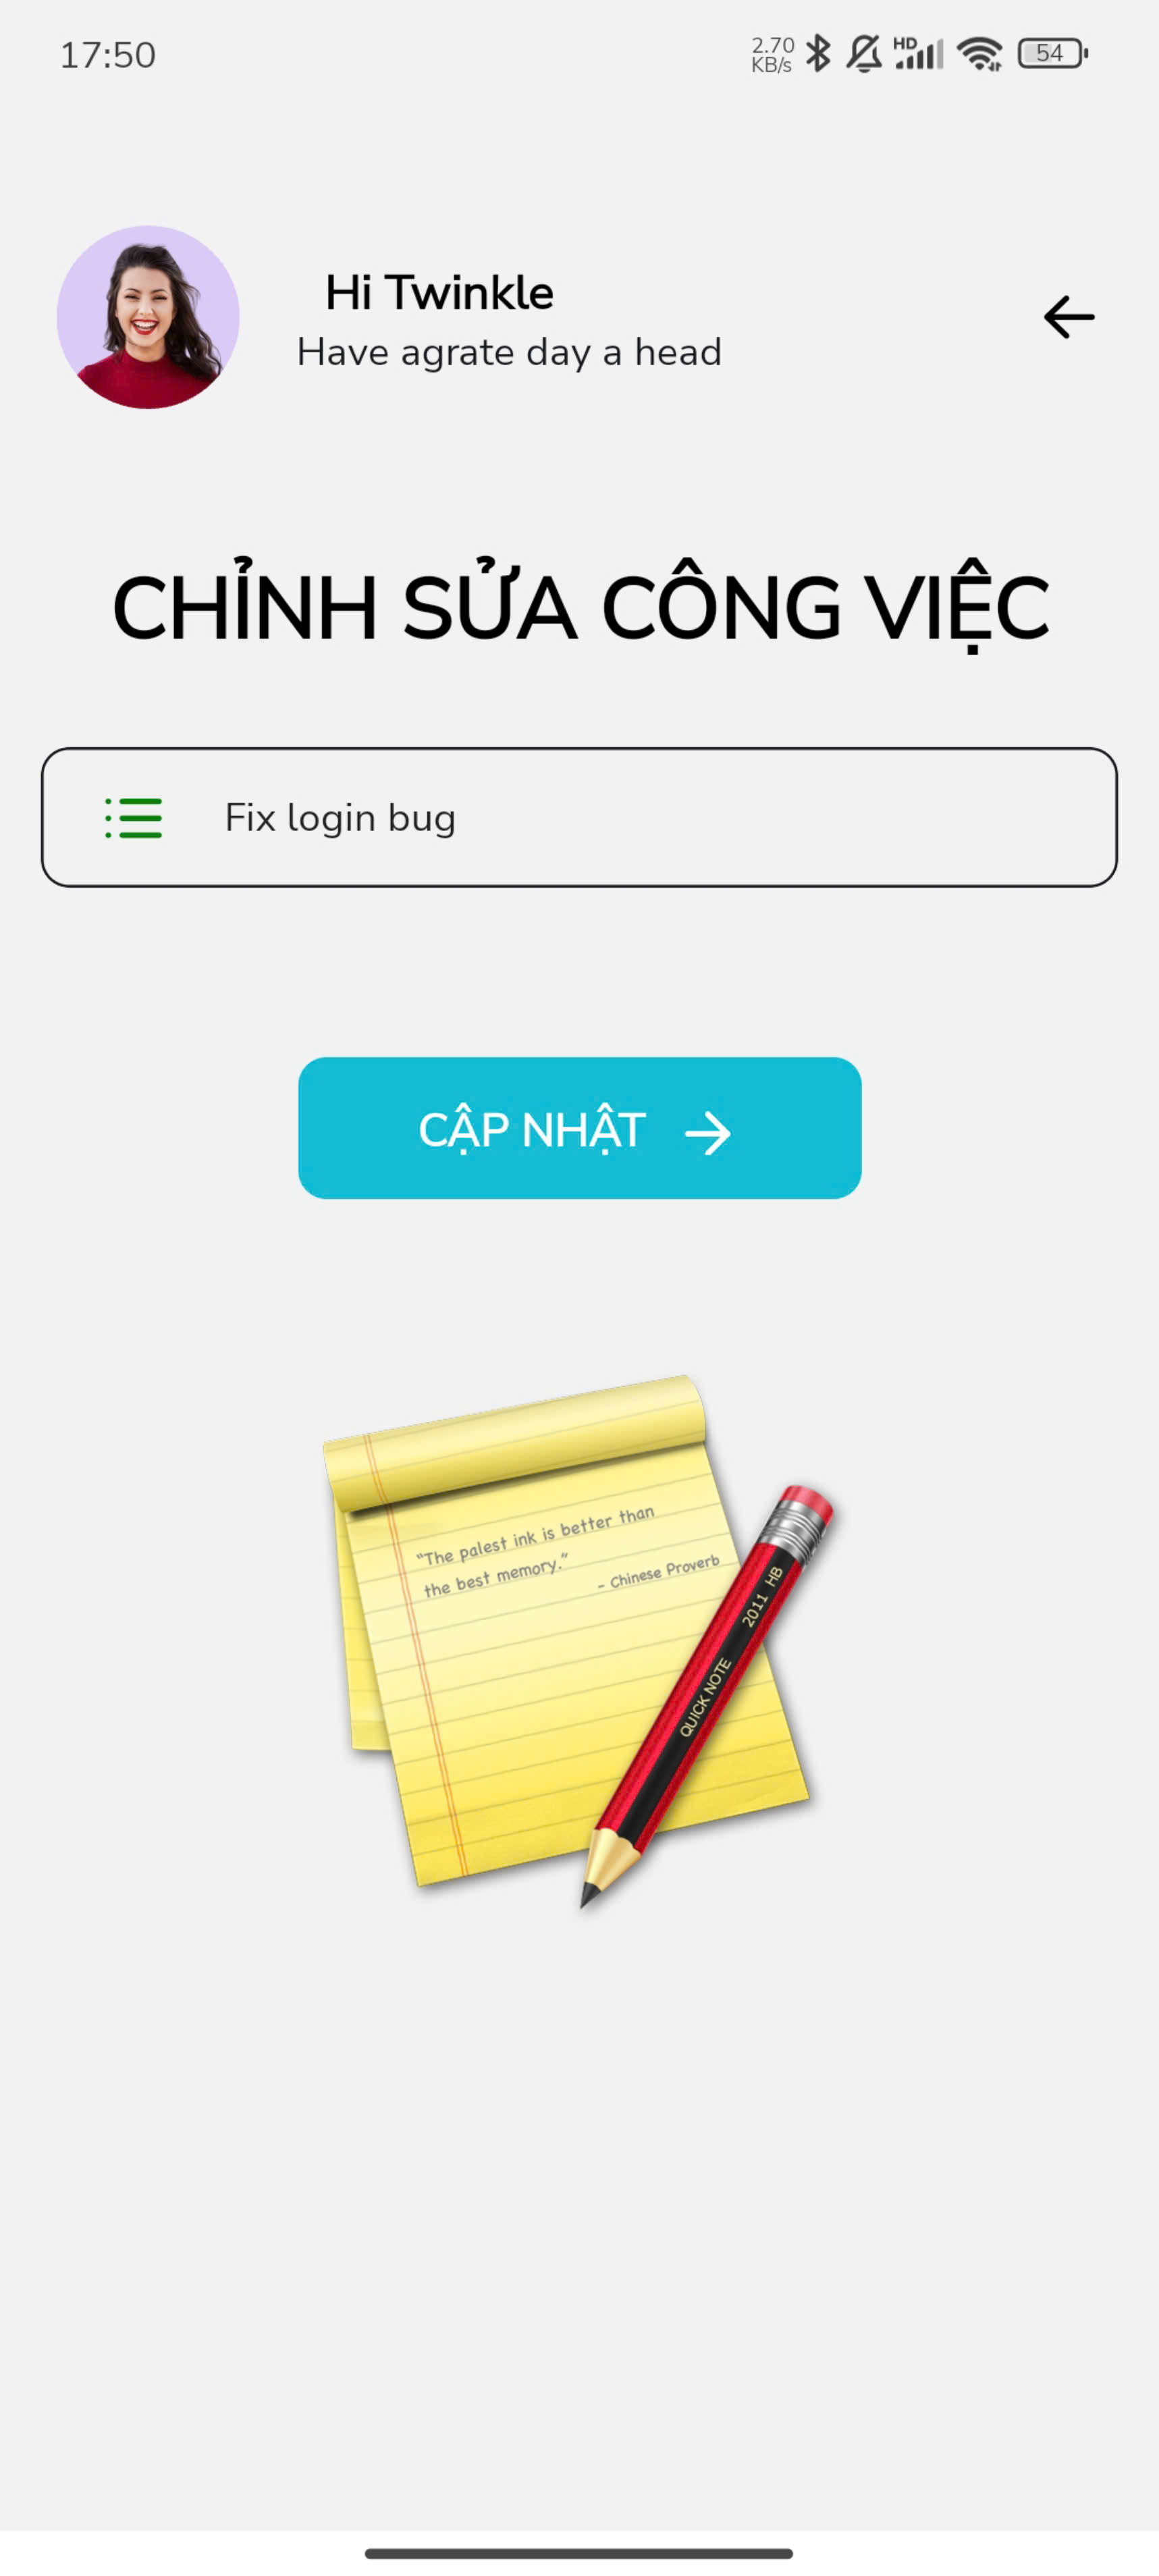 17:50
2.70
KB/s
HD
54
Hi Twinkle
Have agrate day a head
CHỈNH SỬA CÔNG VIỆC
Fix login bug
CẬP NHẬT
“The palest ink is better than
the best memory.”
- Chinese Proverb
QUICK NOTE 2011 HB